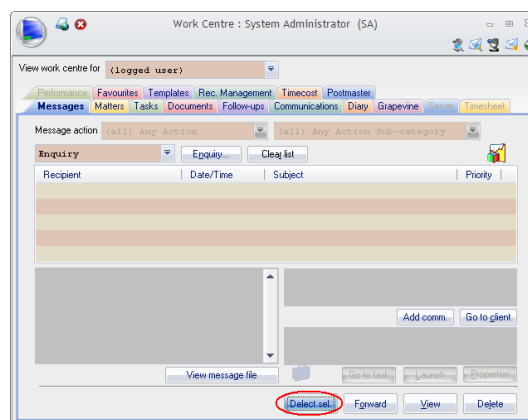 Work Centre : System Administrator (SA)
View work centre for (logged user)
Performance Favourites Templates Rec. Management Timecost Postmaster
Messages Matters Tasks Documents Follow-ups Communications Diary Grapevine Server Timesheet
Message action (all) Any Action (all) Any Action Sub-category
Enquiry Enquiry... Clear list
Recipient Date/Time Subject Priority
Add comm. Go to client
View message file Go to task Launch Properties
Delect sel. Forward View Delete